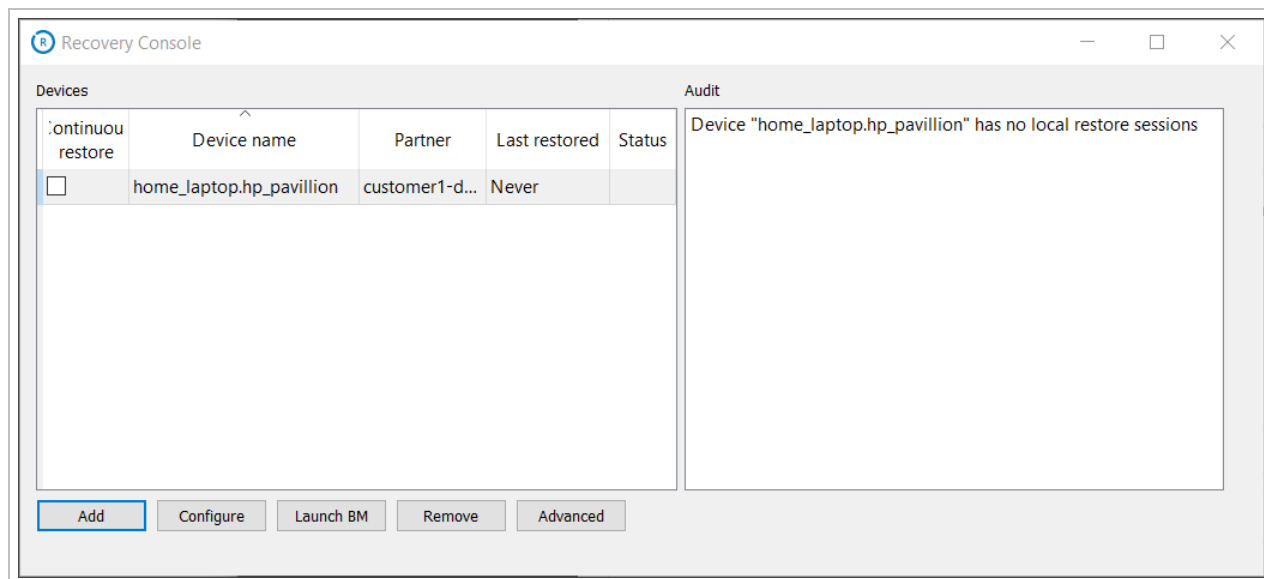 R Recovery Console
Devices
Audit
ontinuou
restore
Device name
Partner
Last restored
Status
home_laptop.hp_pavillion
customer1-d...
Never
Device "home_laptop.hp_pavillion" has no local restore sessions
Add
Configure
Launch BM
Remove
Advanced